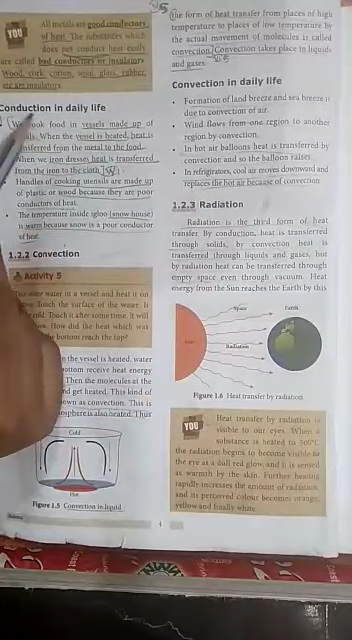 YOU
All metals are good conductors
of heat. The substances which
does not conduct heat easily
are called bad conductors or insulators
Wood, cork, cotton, wool, glass, rubber,
etc are insulators
Conduction in daily life
ook food in vessels made up of
When the vessel is heated, heat is
from the metal to the food
When we iron dresses heat is transferred
from the iron to the cloth.
Handles of cooking utensils are made up
of plastic or wood because they are poor
conductors of heat.
The temperature inside igloo (snow house)
is warm because snow is a poor conductor
of heat.
1.2.2 Convection
Activity 5
water in a vessel and heat it on
Touch the surface of the water. Is
cold. Touch it after some time. It will
How did the heat which was
bottom reach the top?
n the vessel is heated, water
bottom receive heat energy
Then the molecules at the
nd get heated. This kind of
own as convection. This is
osphere is also heated. Thus
Cold
Hot
Figure 1.5 Convection in liquid
the form of heat transfer from places of high
temperature to places of low temperature by
the actual movement of molecules is called
convection. Convection takes place in liquids
and gases.
Convection in daily life
• Formation of land breeze and sea breeze is
due to convection of air.
• Wind flows from one region to another
region by convection.
• In hot air balloons heat is transferred by
convection and so the balloon raises.
• In refrigerators, cool air moves downward and
replaces the hot air because of convection
1.2.3 Radiation
Radiation is the third form of heat
transfer. By conduction, heat is transferred
through solids, by convection heat is
transferred through liquids and gases, but
by radiation heat can be transferred through
empty space even through vacuum. Heat
energy from the Sun reaches the Earth by this
Space
Earth
Sun
Radiation
Figure 1.6 Heat transfer by radiation
YOU
Heat transfer by radiation is
visible to our eyes. When a
substance is heated to 500°C
the radiation begins to become visible to
the eye as a dull red glow, and it is sensed
as warmth by the skin. Further heating
rapidly increases the amount of radiation,
and its perceived colour becomes orange,
yellow and finally white.
4